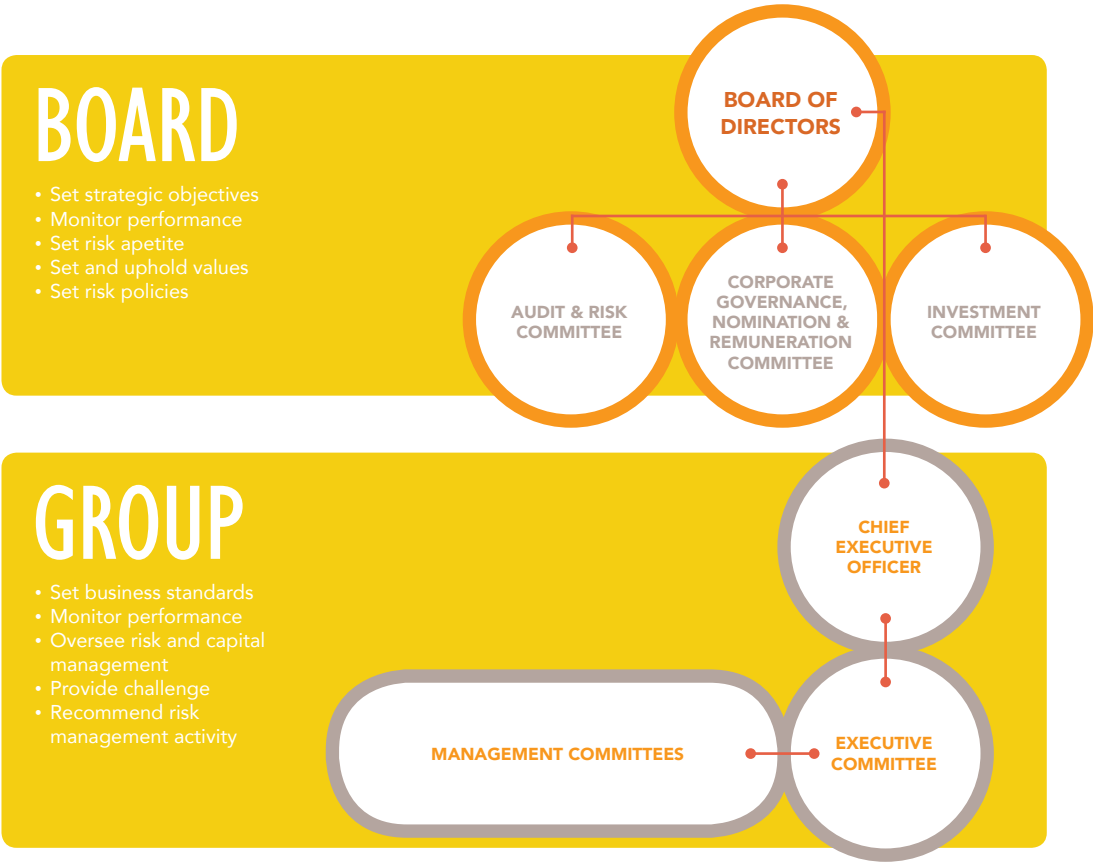 BOARD
• Set strategic objectives
• Monitor performance
• Set risk apetite
• Set and uphold values
• Set risk policies
BOARD OF
DIRECTORS
AUDIT & RISK
COMMITTEE
CORPORATE
GOVERNANCE,
NOMINATION &
REMUNERATION
COMMITTEE
INVESTMENT
COMMITTEE
GROUP
• Set business standards
• Monitor performance
• Oversee risk and capital
management
• Provide challenge
• Recommend risk
management activity
CHIEF
EXECUTIVE
OFFICER
MANAGEMENT COMMITTEES
EXECUTIVE
COMMITTEE